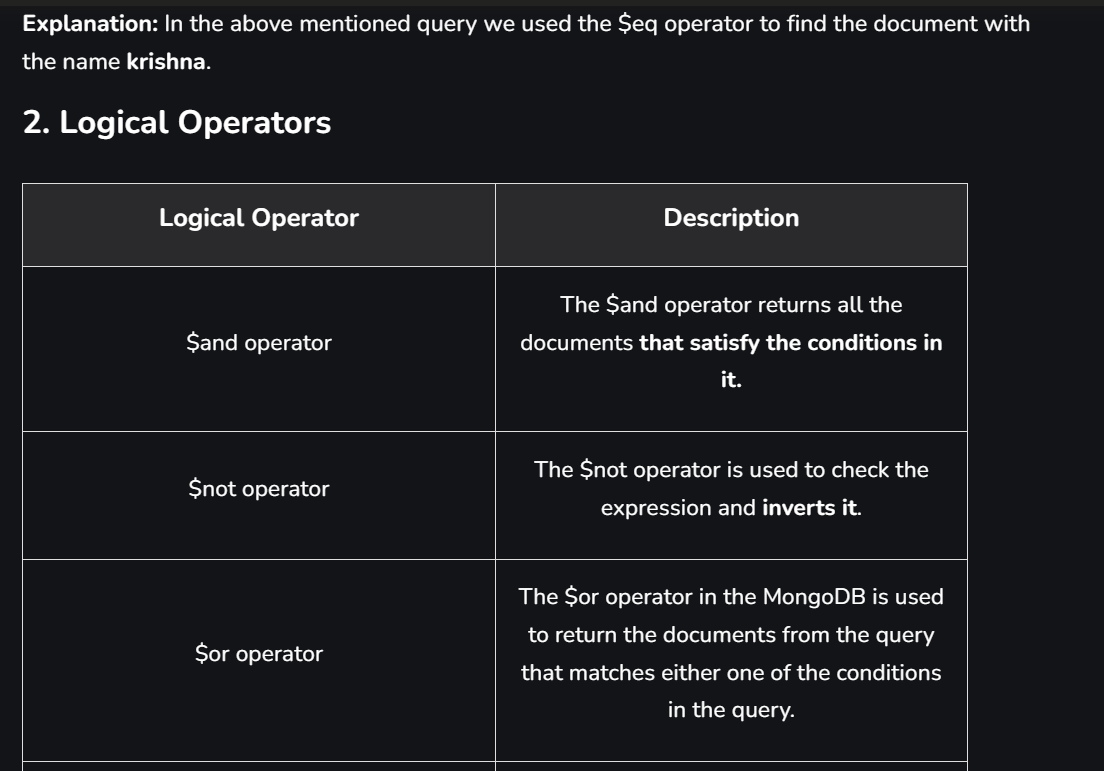 Explanation: In the above mentioned query we used the $eq operator to find the document with
the name krishna.
2. Logical Operators
Logical Operator
Description
$and operator
The $and operator returns all the
documents that satisfy the conditions in
it.
$not operator
The $not operator is used to check the
expression and inverts it.
$or operator
The $or operator in the MongoDB is used
to return the documents from the query
that matches either one of the conditions
in the query.